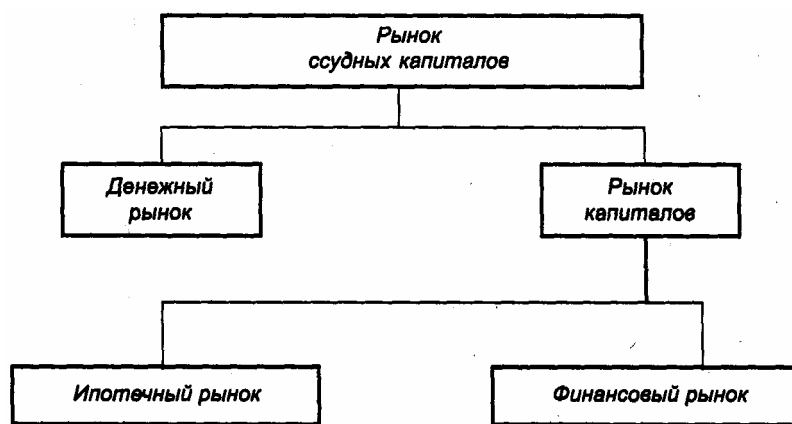 Рынок
ссудных капиталов
Денежный
рынок
Рынок
капиталов
Ипотечный рынок
Финансовый рынок